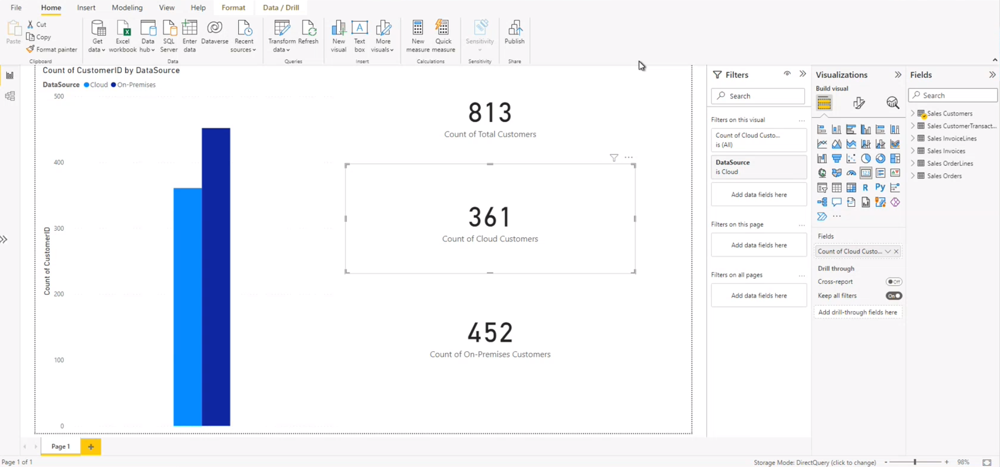 File Home Insert Modeling View Help Format Data / Drill
Paste
Cut
Copy
Format painter
Clipboard
Get data
Excel workbook
Data hub
SQL Server
Enter data
Dataverse
Recent sources
Data
Transform data
Refresh
Queries
New visual
A
Text box
More visuals
Insert
New measure
Quick measure
Calculations
Sensitivity
Sensitivity
Publish
Share
Count of CustomerID by DataSource
DataSource Cloud On-Premises
Count of CustomerID
500
400
300
200
100
0
813
Count of Total Customers
361
Count of Cloud Customers
452
Count of On-Premises Customers
Filters
Search
Filters on this visual
Count of Cloud Custo...
is (All)
DataSource
is Cloud
Add data fields here
Filters on this page
Add data fields here
Filters on all pages
Add data fields here
Visualizations
Build visual
123
R Py
Fields
Count of Cloud Custo...
Drill through
Cross-report Off
Keep all filters On
Add drill-through fields here
Fields
Search
Sales Customers
Sales CustomerTransact...
Sales InvoiceLines
Sales Invoices
Sales OrderLines
Sales Orders
Page 1
Page 1 of 1
Storage Mode: DirectQuery (click to change) - + 98%